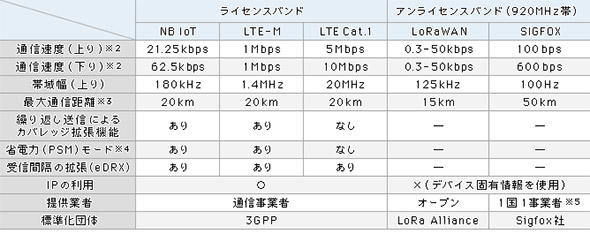 ライセンスバンド アンライセンスバンド(920MHz帯)
NB IoT LTE-M LTE Cat.1 LoRaWAN SIGFOX
通信速度(上り)※2 21.25kbps 1Mbps 5Mbps 0.3-50kbps 100bps
通信速度(下り)※2 62.5kbps 1Mbps 10Mbps 0.3-50kbps 600bps
帯域幅(上り) 180kHz 1.4MHz 20MHz 125kHz 100Hz
最大通信距離※3 20km 20km 20km 15km 50km
繰り返し送信による
カバレッジ拡張機能 あり あり なし ー ー
省電力(PSM)モード※4 あり あり なし ー ー
受信間隔の拡張(eDRX) あり あり あり ー ー
IPの利用 ○ ×(デバイス固有情報を使用)
提供業者 通信事業者 オープン 1国1事業者※5
標準化団体 3GPP LoRa Alliance Sigfox社